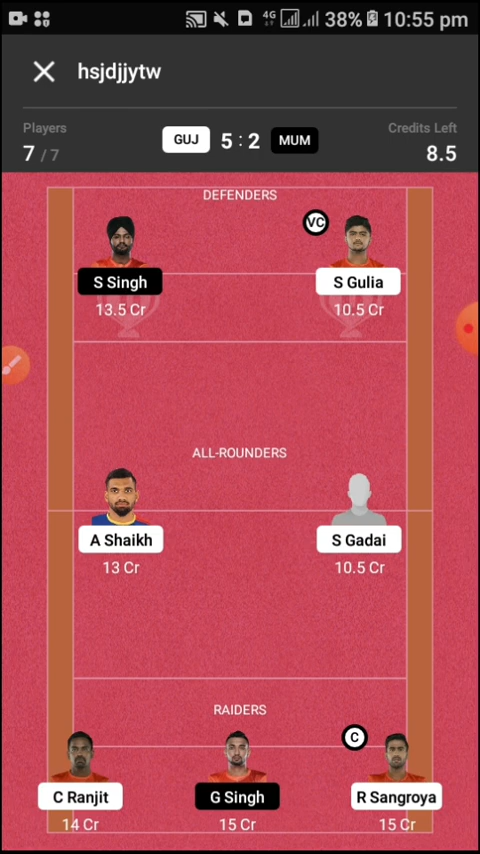 4G 38% 10:55 pm
hsjdjjytw
Players
Credits Left
7 / 7
GUJ 5 : 2 MUM
8.5
DEFENDERS
VC
S Singh
S Gulia
13.5 Cr
10.5 Cr
ALL-ROUNDERS
A Shaikh
S Gadai
13 Cr
10.5 Cr
RAIDERS
C
C Ranjit
G Singh
R Sangroya
14 Cr
15 Cr
15 Cr